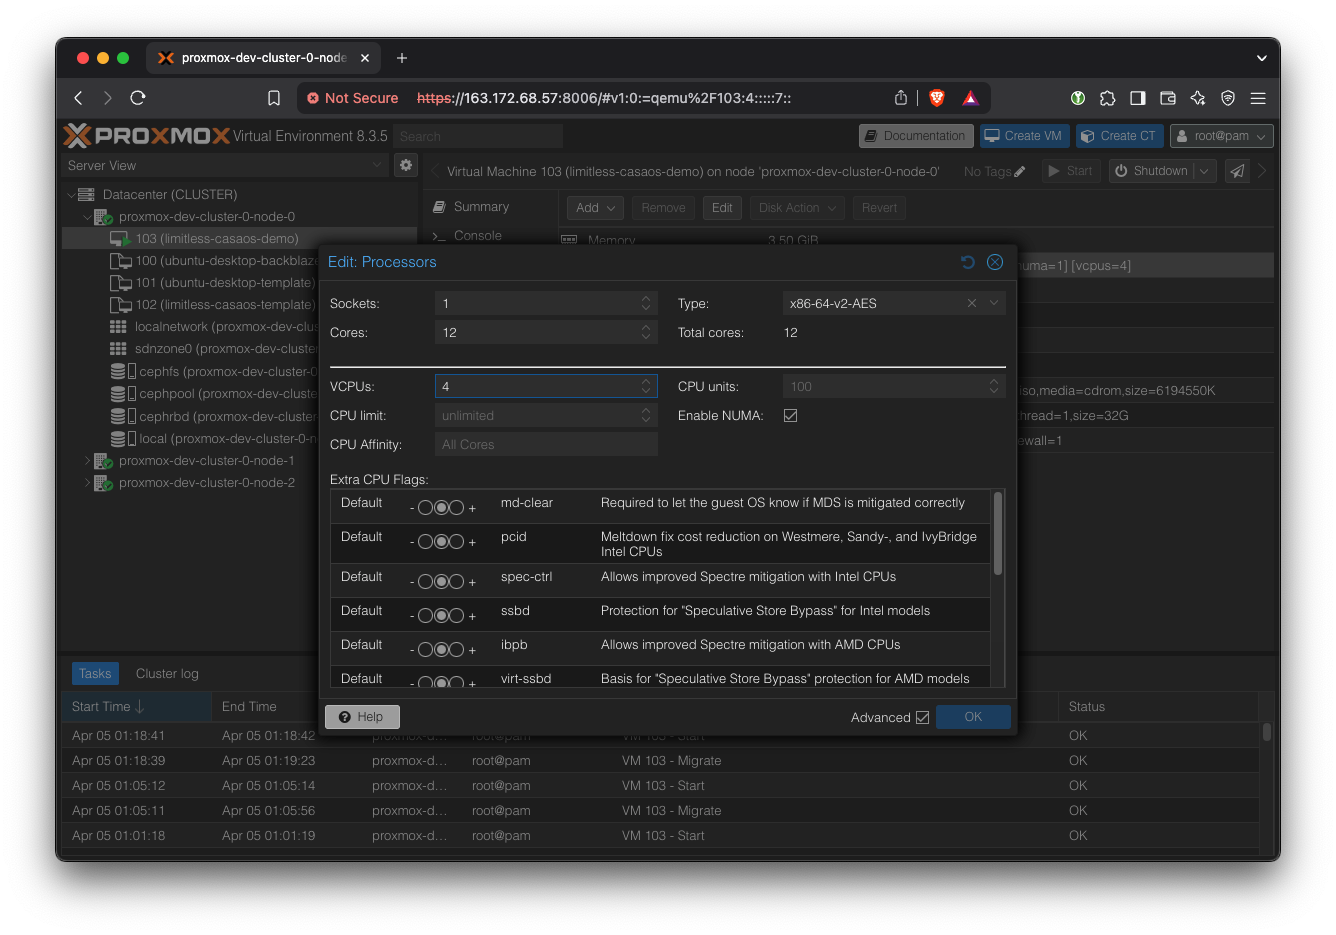 proxmox-dev-cluster-0-node
Not Secure https://163.172.68.57:8006/#v1:0:=qemu%2F103:4:::::7::
PROXMOX Virtual Environment 8.3.5 Search Documentation Create VM Create CT root@pam
Server View
Virtual Machine 103 (limitless-casaos-demo) on node 'proxmox-dev-cluster-0-node-0' No Tags Start Shutdown
Datacenter (CLUSTER)
proxmox-dev-cluster-0-node-0
103 (limitless-casaos-demo)
100 (ubuntu-desktop-backblaze
101 (ubuntu-desktop-template)
102 (limitless-casaos-template)
localnetwork (proxmox-dev-clus
sdnzone0 (proxmox-dev-cluster
cephfs (proxmox-dev-cluster-0
cephpool (proxmox-dev-cluste
cephrbd (proxmox-dev-cluster
local (proxmox-dev-cluster-0-n
proxmox-dev-cluster-0-node-1
proxmox-dev-cluster-0-node-2
Summary
Console
Add Remove Edit Disk Action Revert
Memory 3.50 GiB
numa=1] [vcpus=4]
iso,media=cdrom,size=6194550K
hread=1,size=32G
ewall=1
Edit: Processors
Sockets: 1 Type: x86-64-v2-AES
Cores: 12 Total cores: 12
VCPUs: 4 CPU units: 100
CPU limit: unlimited Enable NUMA:
CPU Affinity: All Cores
Extra CPU Flags:
Default - + md-clear Required to let the guest OS know if MDS is mitigated correctly
Default - + pcid Meltdown fix cost reduction on Westmere, Sandy-, and IvyBridge
Intel CPUs
Default - + spec-ctrl Allows improved Spectre mitigation with Intel CPUs
Default - + ssbd Protection for "Speculative Store Bypass" for Intel models
Default - + ibpb Allows improved Spectre mitigation with AMD CPUs
Default - + virt-ssbd Basis for "Speculative Store Bypass" protection for AMD models
Help Advanced OK
Tasks Cluster log
Start Time ↓ End Time Status
Apr 05 01:18:41 Apr 05 01:18:42 proxmox-d... root@pam VM 103 - Start OK
Apr 05 01:18:39 Apr 05 01:19:23 proxmox-d... root@pam VM 103 - Migrate OK
Apr 05 01:05:12 Apr 05 01:05:14 proxmox-d... root@pam VM 103 - Start OK
Apr 05 01:05:11 Apr 05 01:05:56 proxmox-d... root@pam VM 103 - Migrate OK
Apr 05 01:01:18 Apr 05 01:01:19 proxmox-d... root@pam VM 103 - Start OK